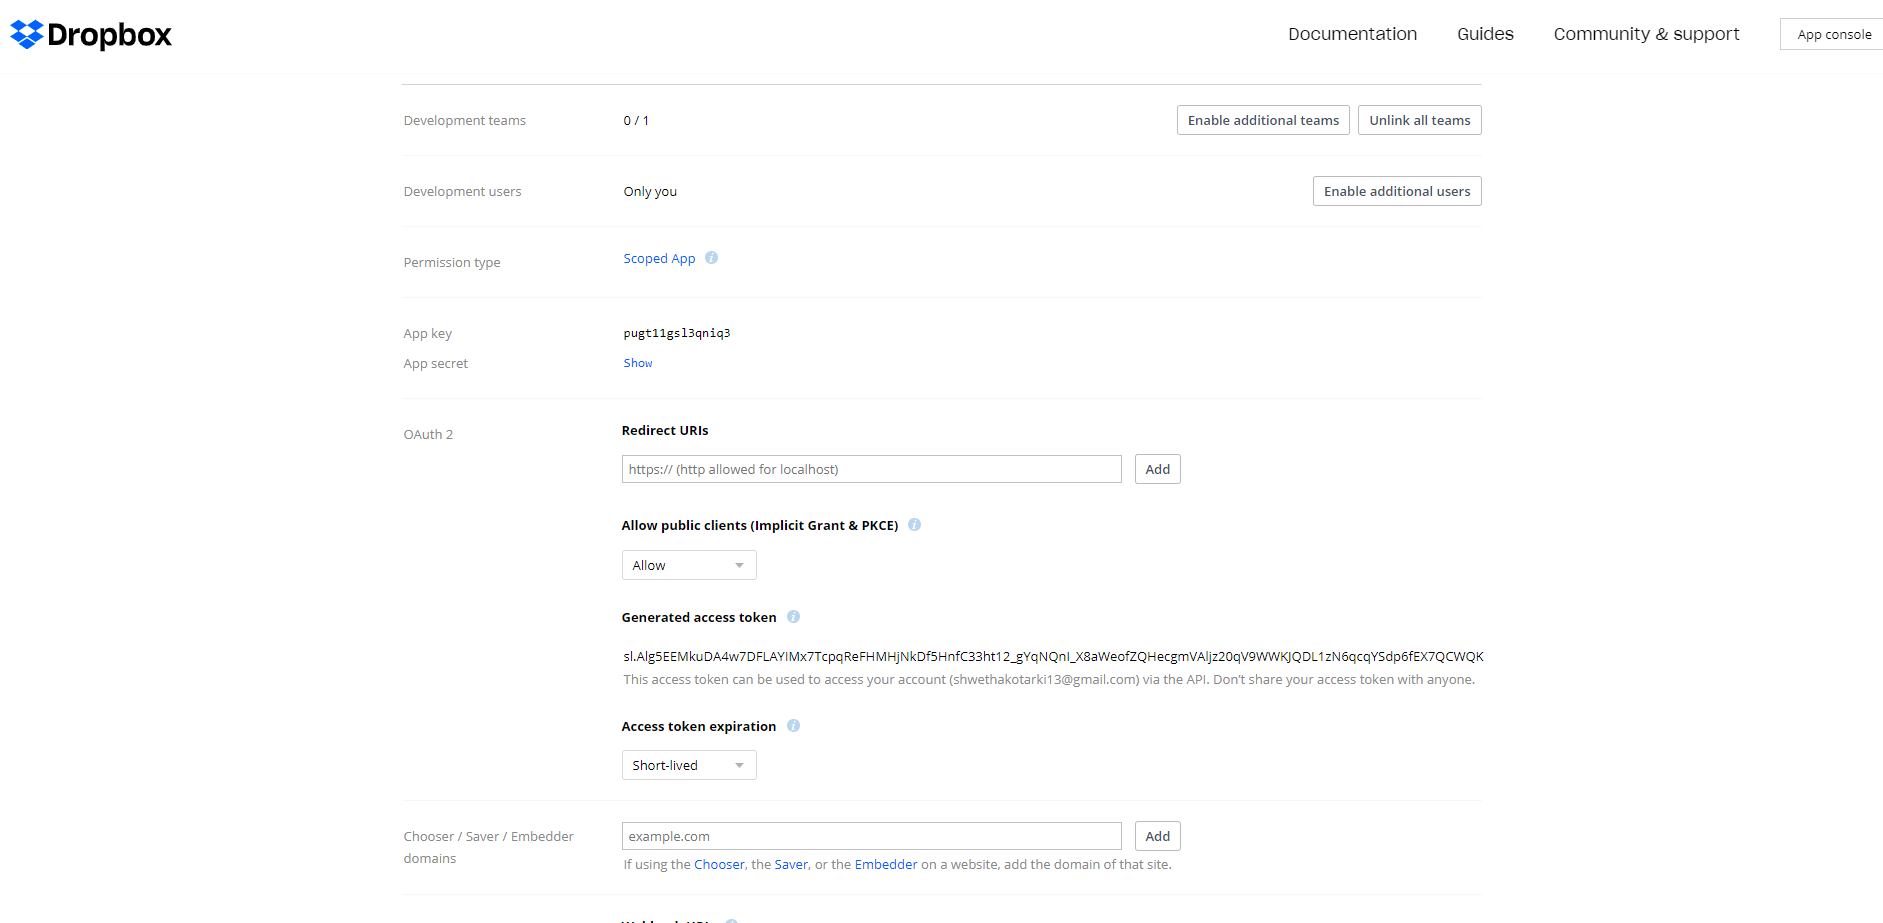 Dropbox
Documentation
Guides
Community & support
App console
Development teams
0 / 1
Enable additional teams
Unlink all teams
Development users
Only you
Enable additional users
Permission type
Scoped App
App key
pugt11gsl3qniq3
App secret
Show
OAuth 2
Redirect URIs
https:// (http allowed for localhost)
Add
Allow public clients (Implicit Grant & PKCE)
Allow
Generated access token
sl.Alg5EEMkuDA4w7DFLAYIMx7TcpqReFHMHjNkDf5HnfC33ht12_gYqNQnI_X8aWeofZQHecgmVAljz20qV9WWKJQDL1zN6qcqYSdp6fEX7QCWQK
This access token can be used to access your account (shwethakotarki13@gmail.com) via the API. Don’t share your access token with anyone.
Access token expiration
Short-lived
Chooser / Saver / Embedder
domains
example.com
Add
If using the Chooser, the Saver, or the Embedder on a website, add the domain of that site.